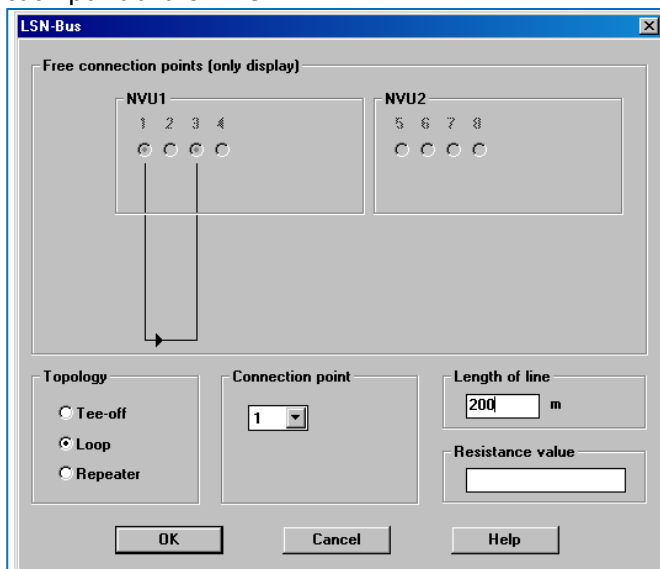 LSN-Bus
Free connection points (only display)
NVU1
NVU2
1 2 3 4
5 6 7 8
Topology
Tee-off
Loop
Repeater
Connection point
1
Length of line
200 m
Resistance value
OK
Cancel
Help